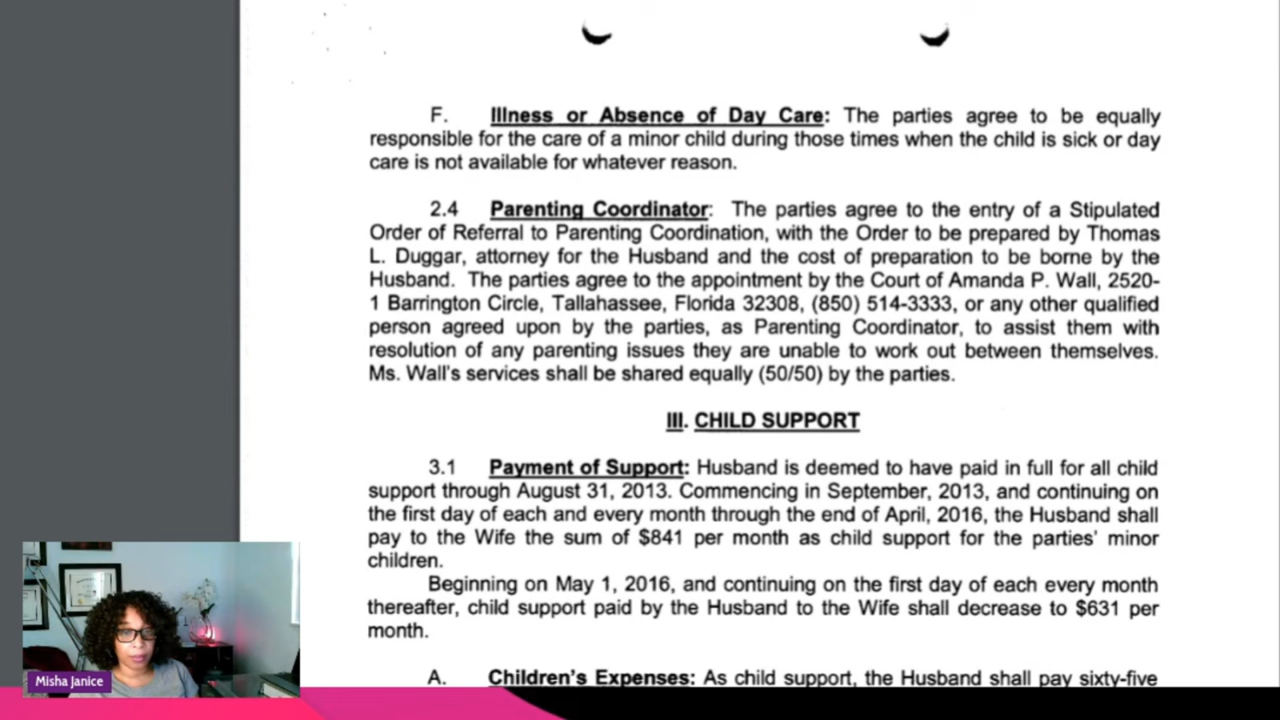 F. Illness or Absence of Day Care: The parties agree to be equally
responsible for the care of a minor child during those times when the child is sick or day
care is not available for whatever reason.
2.4 Parenting Coordinator: The parties agree to the entry of a Stipulated
Order of Referral to Parenting Coordination, with the Order to be prepared by Thomas
L. Duggar, attorney for the Husband and the cost of preparation to be borne by the
Husband. The parties agree to the appointment by the Court of Amanda P. Wall, 2520-
1 Barrington Circle, Tallahassee, Florida 32308, (850) 514-3333, or any other qualified
person agreed upon by the parties, as Parenting Coordinator, to assist them with
resolution of any parenting issues they are unable to work out between themselves.
Ms. Wall's services shall be shared equally (50/50) by the parties.
III. CHILD SUPPORT
3.1 Payment of Support: Husband is deemed to have paid in full for all child
support through August 31, 2013. Commencing in September, 2013, and continuing on
the first day of each and every month through the end of April, 2016, the Husband shall
pay to the Wife the sum of $841 per month as child support for the parties' minor
children.
Beginning on May 1, 2016, and continuing on the first day of each every month
thereafter, child support paid by the Husband to the Wife shall decrease to $631 per
month.
A. Children's Expenses: As child support, the Husband shall pay sixty-five
Misha Janice